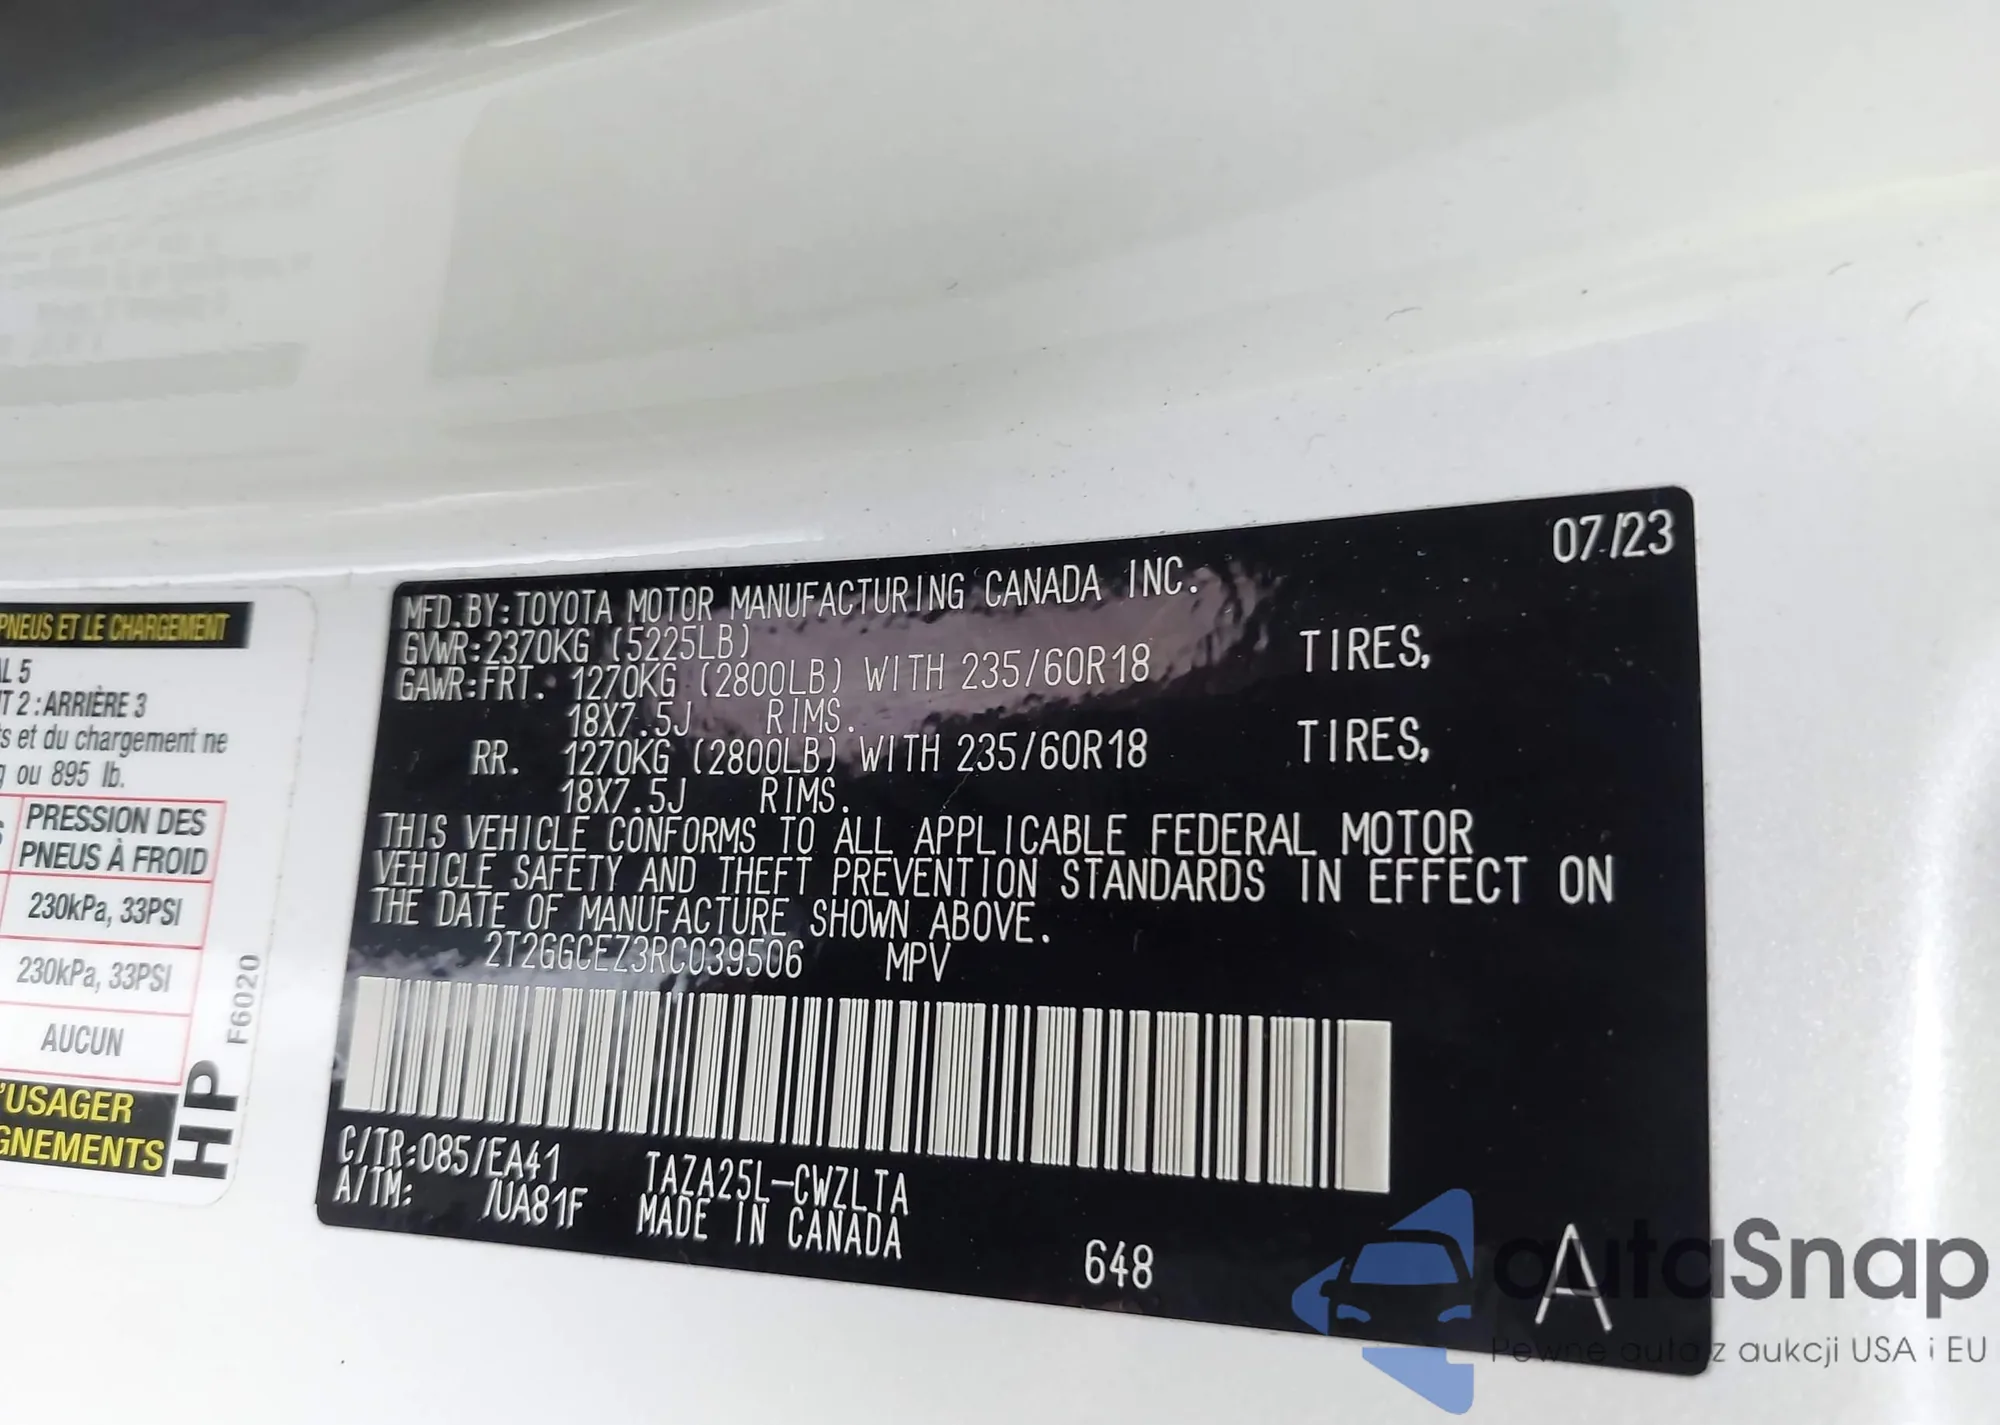 PNEUS ET LE CHARGEMENT
AL 5
NT 2 : ARRIÈRE 3
ts et du chargement ne
g ou 895 lb.
PRESSION DES
PNEUS À FROID
230kPa, 33PSI
230kPa, 33PSI
AUCUN
'USAGER
GNEMENTS
HP
F6020
07/23
MFD.BY:TOYOTA MOTOR MANUFACTURING CANADA INC.
GVWR:2370KG (5225LB)
GAWR:FRT. 1270KG (2800LB) WITH 235/60R18 TIRES,
18X7.5J RIMS.
RR. 1270KG (2800LB) WITH 235/60R18 TIRES,
18X7.5J RIMS.
THIS VEHICLE CONFORMS TO ALL APPLICABLE FEDERAL MOTOR
VEHICLE SAFETY AND THEFT PREVENTION STANDARDS IN EFFECT ON
THE DATE OF MANUFACTURE SHOWN ABOVE.
2T2GGCEZ3RC039506 MPV
C/TR:085/EA41 TAZA25L-CWZLTA
A/TM: /UA81F MADE IN CANADA
648
A
autaSnap
Pewne auta z aukcji USA i EU